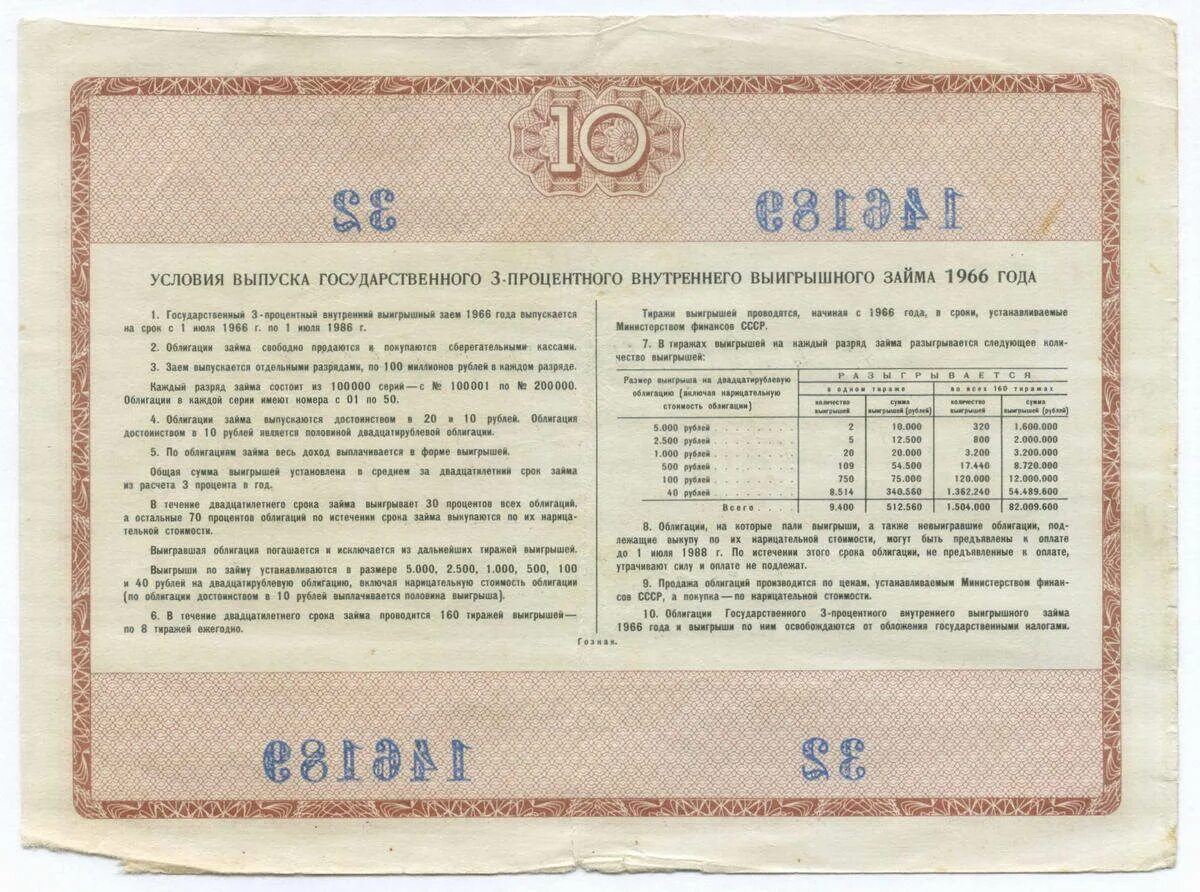 10
32 146189
УСЛОВИЯ ВЫПУСКА ГОСУДАРСТВЕННОГО 3-ПРОЦЕНТНОГО ВНУТРЕННЕГО ВЫИГРЫШНОГО ЗАЙМА 1966 ГОДА
1. Государственный 3-процентный внутренний выигрышный заем 1966 года выпускается
на срок с 1 июля 1966 г. по 1 июля 1986 г.
2. Облигации займа свободно продаются и покупаются сберегательными кассами.
3. Заем выпускается отдельными разрядами, по 100 миллионов рублей в каждом разряде.
Каждый разряд займа состоит из 100000 серий—с № 100001 по № 200000.
Облигации в каждой серии имеют номера с 01 по 50.
4. Облигации займа выпускаются достоинством в 20 и 10 рублей. Облигация
достоинством в 10 рублей является половиной двадцатирублевой облигации.
5. По облигациям займа весь доход выплачивается в форме выигрышей.
Общая сумма выигрышей установлена в среднем за двадцатилетний срок займа
из расчета 3 процента в год.
В течение двадцатилетнего срока займа выигрывает 30 процентов всех облигаций,
а остальные 70 процентов облигаций по истечении срока займа выкупаются по их нарица-
тельной стоимости.
Выигравшая облигация погашается и исключается из дальнейших тиражей выигрышей.
Выигрыши по займу устанавливаются в размере 5.000, 2.500, 1.000, 500, 100
и 40 рублей на двадцатирублевую облигацию, включая нарицательную стоимость облигации
(по облигации достоинством в 10 рублей выплачивается половина выигрыша).
6. В течение двадцатилетнего срока займа проводится 160 тиражей выигрышей—
по 8 тиражей ежегодно.
Тиражи выигрышей проводятся, начиная с 1966 года, в сроки, устанавливаемые
Министерством финансов СССР.
7. В тиражах выигрышей на каждый разряд займа разыгрывается следующее коли-
чество выигрышей:
Размер выигрыша на двадцатирублевую облигацию (включая нарицательную стоимость облигации) РАЗЫГРЫВАЕТСЯ
в одном тираже во всех 160 тиражах
количество выигрышей сумма выигрышей (рублей) количество выигрышей сумма выигрышей (рублей)
5.000 рублей 2 10.000 320 1.600.000
2.500 рублей 5 12.500 800 2.000.000
1.000 рублей 20 20.000 3.200 3.200.000
500 рублей 109 54.500 17.440 8.720.000
100 рублей 750 75.000 120.000 12.000.000
40 рублей 8.514 340.560 1.362.240 54.489.600
Всего 9.400 512.560 1.504.000 82.009.600
8. Облигации, на которые пали выигрыши, а также невыигравшие облигации, под-
лежащие выкупу по их нарицательной стоимости, могут быть предъявлены к оплате
до 1 июля 1988 г. По истечении этого срока облигации, не предъявленные к оплате,
утрачивают силу и оплате не подлежат.
9. Продажа облигаций производится по ценам, устанавливаемым Министерством финан-
сов СССР, а покупка—по нарицательной стоимости.
10. Облигации Государственного 3-процентного внутреннего выигрышного займа
1966 года и выигрыши по ним освобождаются от обложения государственными налогами.
Гознак.
146189 32